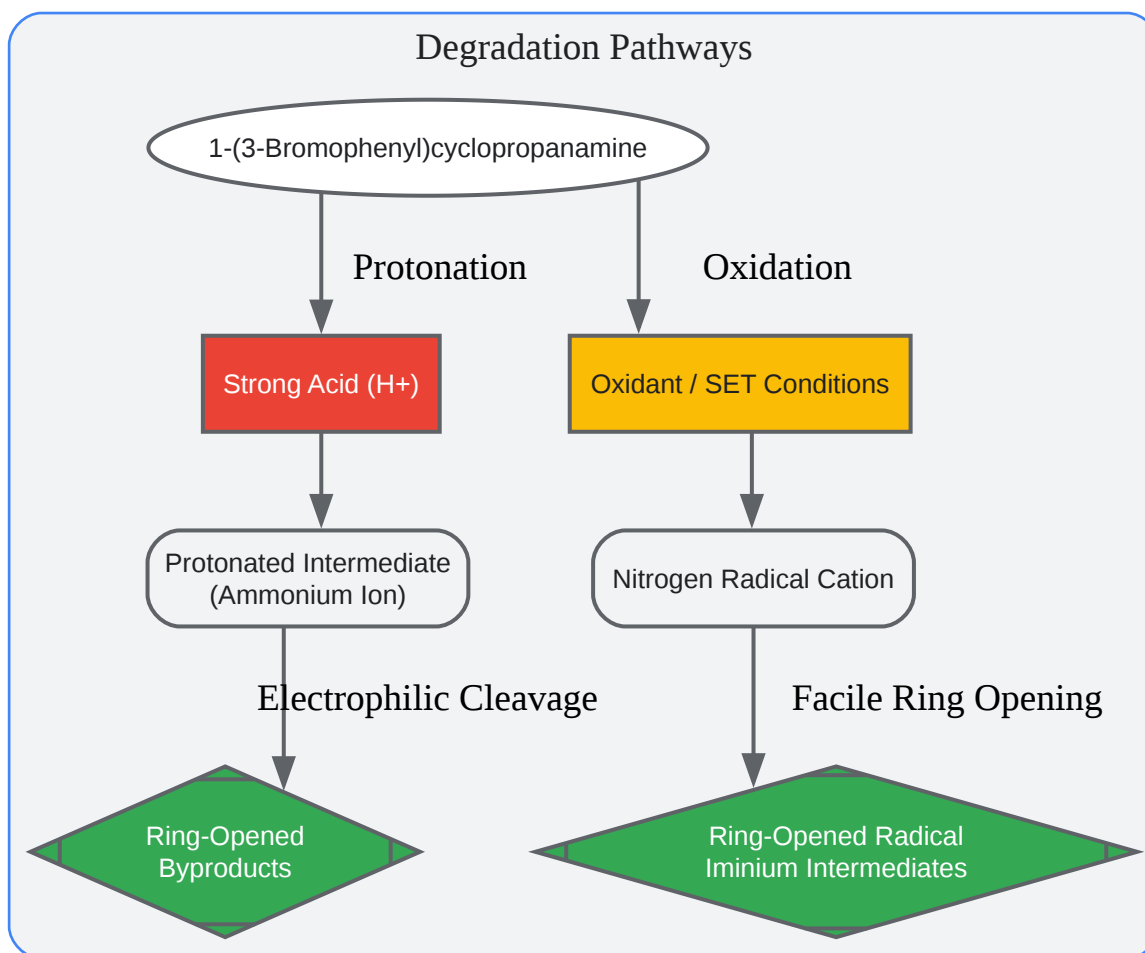 Degradation Pathways
1-(3-Bromophenyl)cyclopropanamine
Protonation
Oxidation
Strong Acid (H+)
Oxidant / SET Conditions
Protonated Intermediate
(Ammonium Ion)
Nitrogen Radical Cation
Electrophilic Cleavage
Facile Ring Opening
Ring-Opened
Byproducts
Ring-Opened Radical
Iminium Intermediates